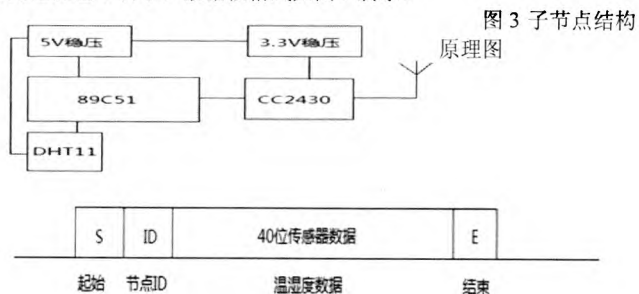 图 3 子节点结构
原理图
5V稳压
3.3V稳压
89C51
CC2430
DHT11
S ID 40位传感器数据 E
起始 节点ID 温湿度数据 结束